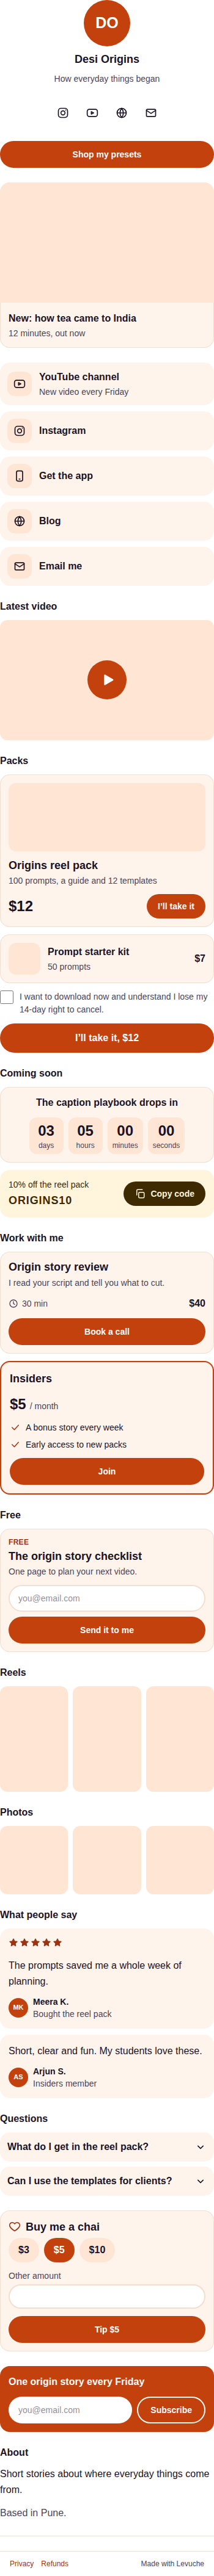 DO
Desi Origins
How everyday things began
Shop my presets
New: how tea came to India
12 minutes, out now
YouTube channel
New video every Friday
Instagram
Get the app
Blog
Email me
Latest video
Packs
Origins reel pack
100 prompts, a guide and 12 templates
$12
I'll take it
Prompt starter kit
50 prompts
$7
I want to download now and understand I lose my
14-day right to cancel.
I'll take it, $12
Coming soon
The caption playbook drops in
03 05 00 00
days hours minutes seconds
10% off the reel pack
ORIGINS10
Copy code
Work with me
Origin story review
I read your script and tell you what to cut.
30 min
$40
Book a call
Insiders
$5 / month
A bonus story every week
Early access to new packs
Join
Free
FREE
The origin story checklist
One page to plan your next video.
you@email.com
Send it to me
Reels
Photos
What people say
The prompts saved me a whole week of
planning.
MK
Meera K.
Bought the reel pack
Short, clear and fun. My students love these.
AS
Arjun S.
Insiders member
Questions
What do I get in the reel pack?
Can I use the templates for clients?
Buy me a chai
$3 $5 $10
Other amount
Tip $5
One origin story every Friday
you@email.com
Subscribe
About
Short stories about where everyday things come
from.
Based in Pune.
Privacy Refunds
Made with Levuche